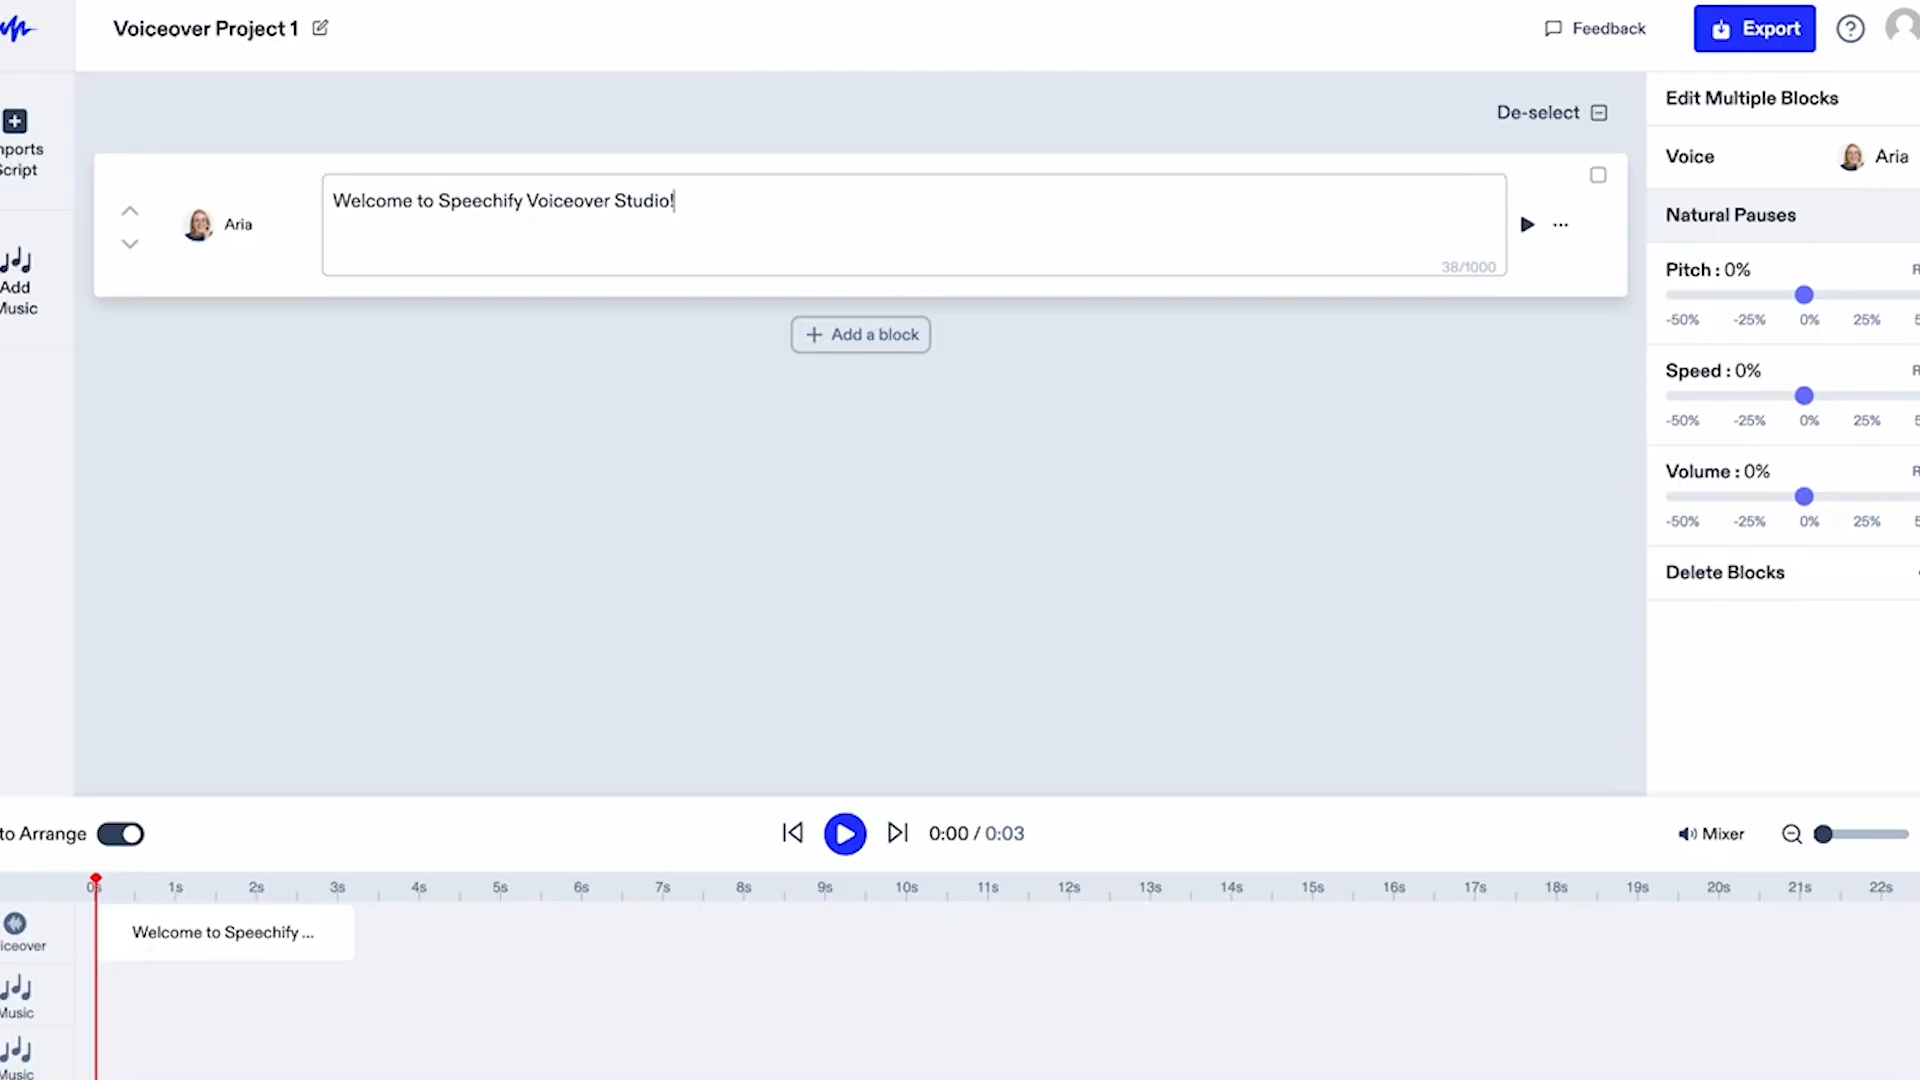 Voiceover Project 1
Feedback
Export
De-select
Edit Multiple Blocks
Voice
Aria
Natural Pauses
Pitch : 0%
-50% -25% 0% 25%
Speed : 0%
-50% -25% 0% 25%
Volume : 0%
-50% -25% 0% 25%
Delete Blocks
Script
Add
Music
Aria
Welcome to Speechify Voiceover Studio!
38/1000
Add a block
to Arrange
0:00 / 0:03
Mixer
0s 1s 2s 3s 4s 5s 6s 7s 8s 9s 10s 11s 12s 13s 14s 15s 16s 17s 18s 19s 20s 21s 22s
iceover
Welcome to Speechify ...
Music
Music